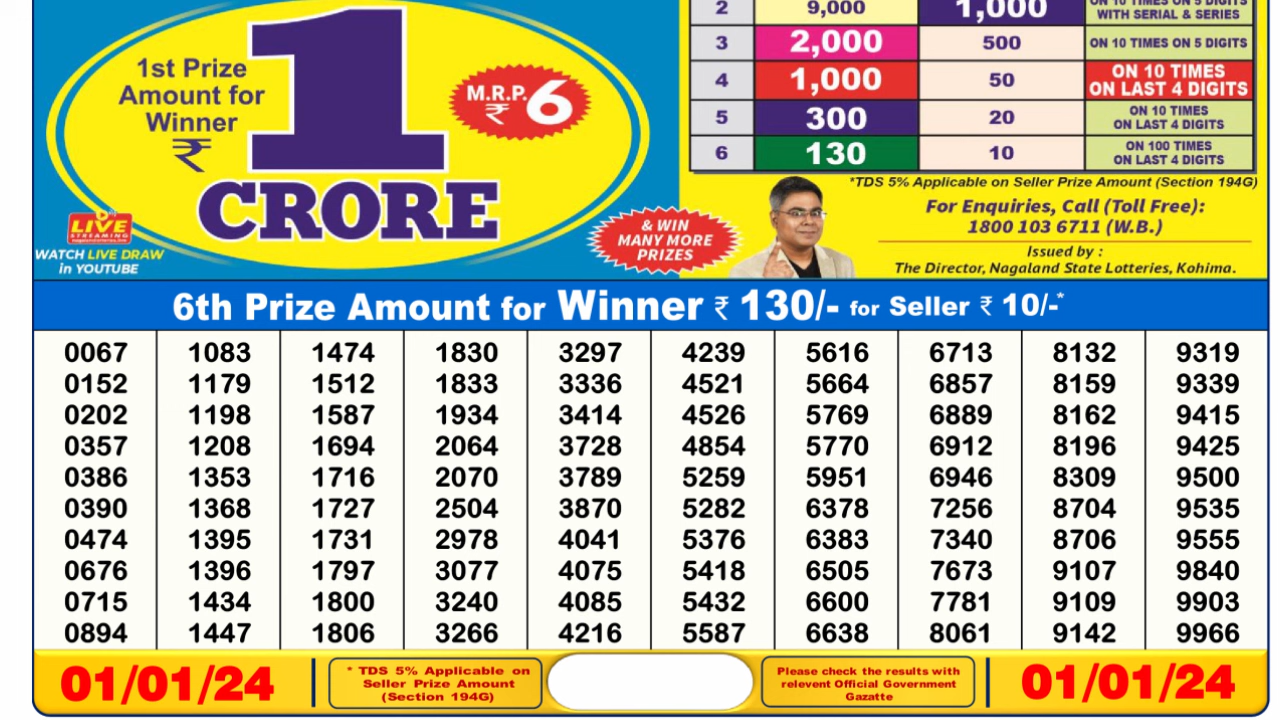 1st Prize
Amount for
Winner
₹
1
CRORE
M.R.P.
₹ 6
LIVE
STREAMING
WATCH LIVE DRAW
in YOUTUBE
& WIN
MANY MORE
PRIZES
2 9,000 1,000 ON 10 TIMES ON 5 DIGITS
WITH SERIAL & SERIES
3 2,000 500 ON 10 TIMES ON 5 DIGITS
4 1,000 50 ON 10 TIMES
ON LAST 4 DIGITS
5 300 20 ON 10 TIMES
ON LAST 4 DIGITS
6 130 10 ON 100 TIMES
ON LAST 4 DIGITS
*TDS 5% Applicable on Seller Prize Amount (Section 194G)
For Enquiries, Call (Toll Free):
1800 103 6711 (W.B.)
Issued by :
The Director, Nagaland State Lotteries, Kohima.
6th Prize Amount for Winner ₹ 130/- for Seller ₹ 10/-*
0067 1083 1474 1830 3297 4239 5616 6713 8132 9319
0152 1179 1512 1833 3336 4521 5664 6857 8159 9339
0202 1198 1587 1934 3414 4526 5769 6889 8162 9415
0357 1208 1694 2064 3728 4854 5770 6912 8196 9425
0386 1353 1716 2070 3789 5259 5951 6946 8309 9500
0390 1368 1727 2504 3870 5282 6378 7256 8704 9535
0474 1395 1731 2978 4041 5376 6383 7340 8706 9555
0676 1396 1797 3077 4075 5418 6505 7673 9107 9840
0715 1434 1800 3240 4085 5432 6600 7781 9109 9903
0894 1447 1806 3266 4216 5587 6638 8061 9142 9966
01/01/24
* TDS 5% Applicable on
Seller Prize Amount
(Section 194G)
Please check the results with
relevent Official Government
Gazatte
01/01/24